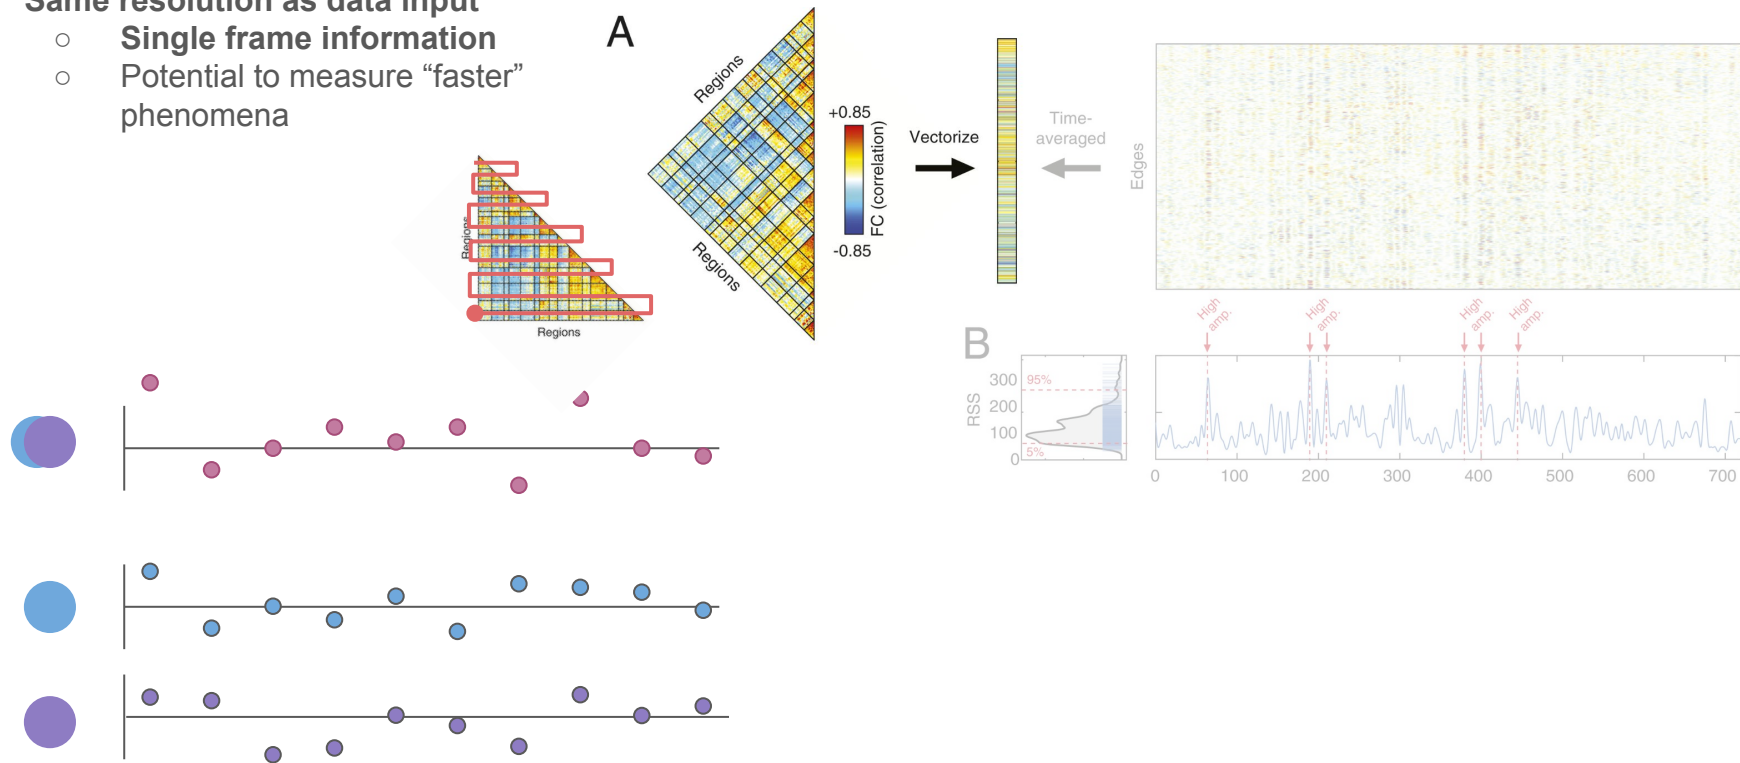 Same resolution as data input
○ Single frame information
○ Potential to measure “faster”
phenomena
A
Regions
Regions
+0.85
FC (correlation)
-0.85
Vectorize
Time-
averaged
Edges
Regions
Regions
High
amp.
High
amp.
High
amp.
High
amp.
B
RSS
300
200
100
0
95%
5%
0
100
200
300
400
500
600
700